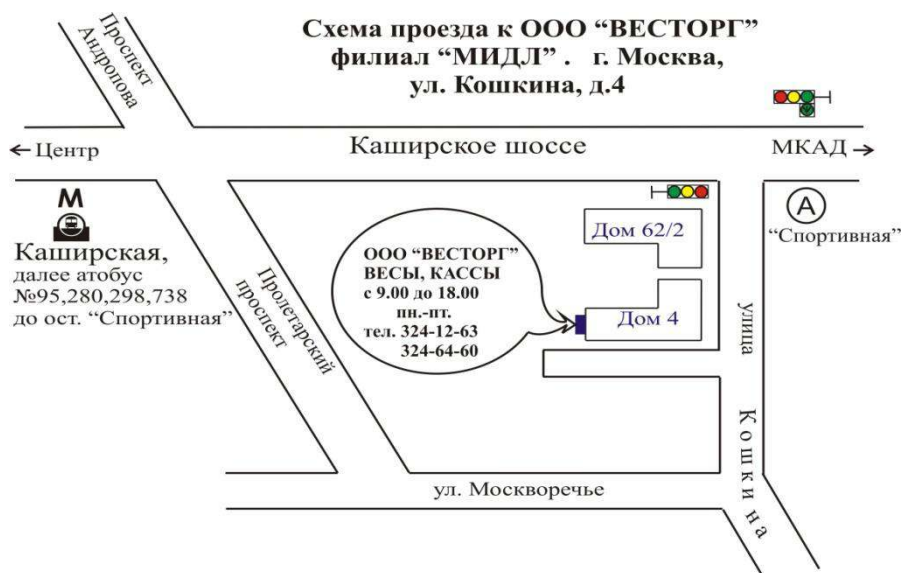 Схема проезда к ООО “ВЕСТОРГ”
филиал “МИДЛ” . г. Москва,
ул. Кошкина, д.4
Проспект
Андропова
←Центр
Каширское шоссе
МКАД→
М
Каширская,
далее атобус
№95,280,298,738
до ост. “Спортивная”
А
“Спортивная”
Дом 62/2
ООО “ВЕСТОРГ”
ВЕСЫ, КАССЫ
с 9.00 до 18.00
пн.-пт.
тел. 324-12-63
324-64-60
Дом 4
Пролетарский
проспект
улица Кошкина
ул. Москворечье